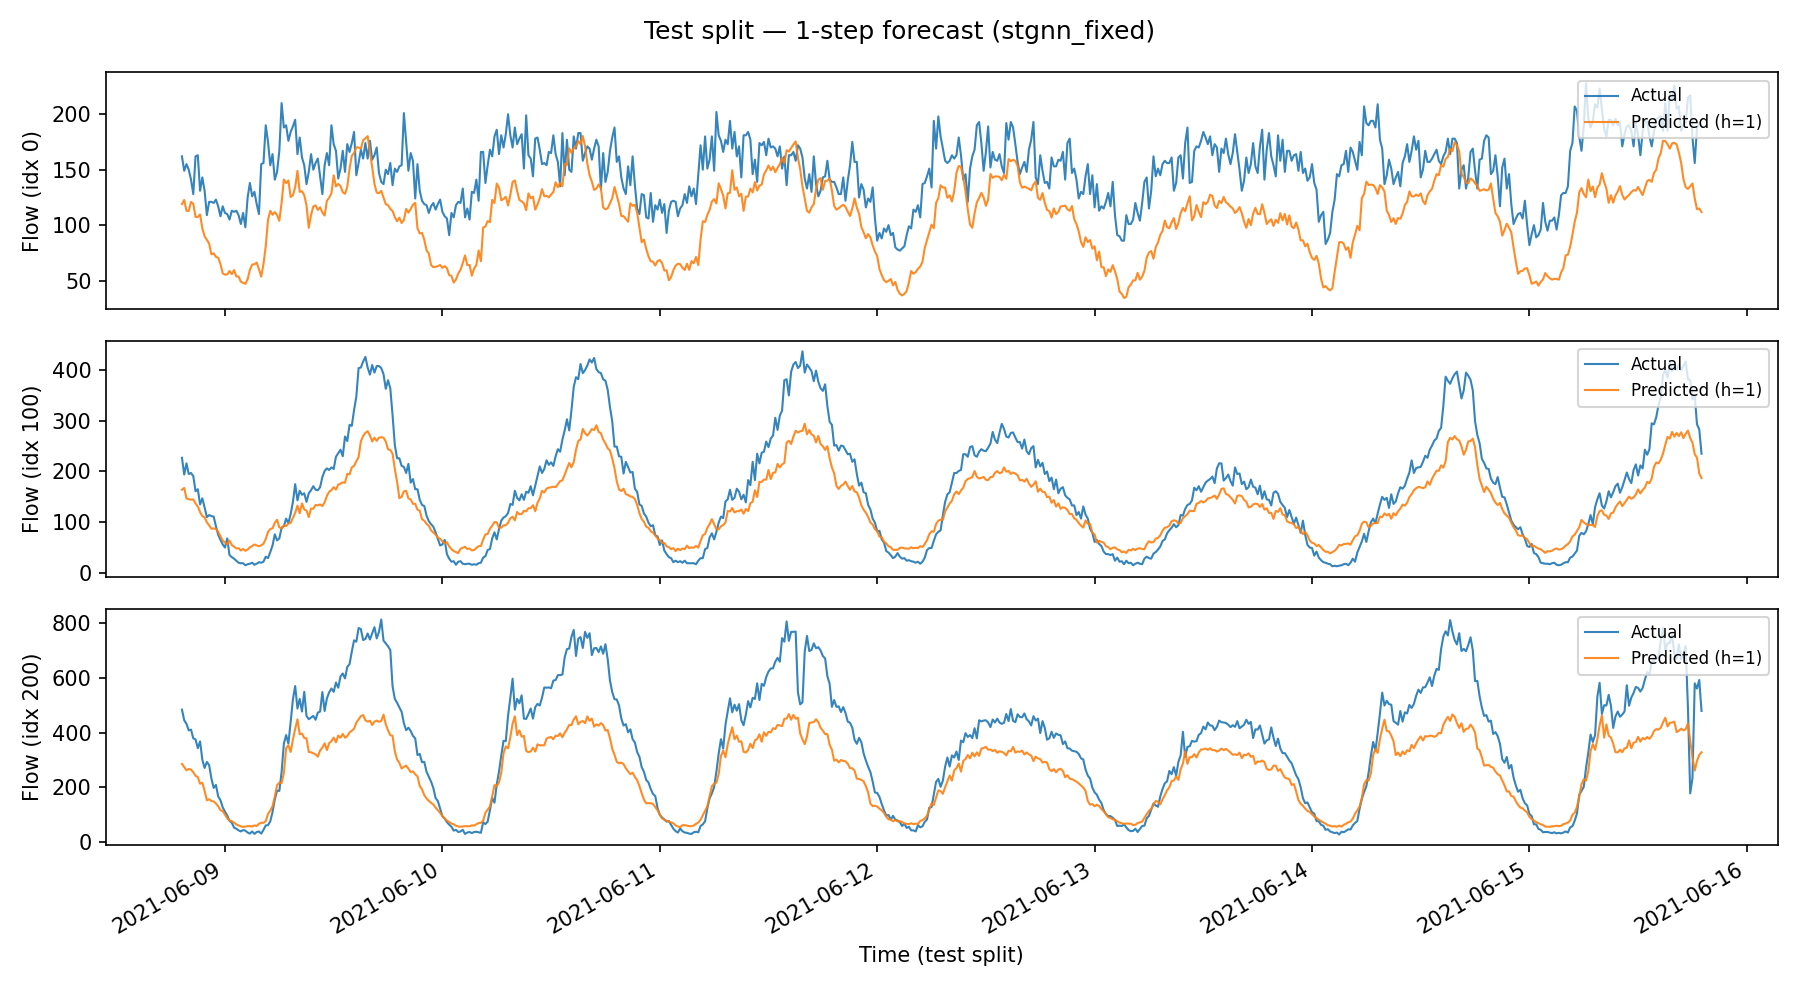 Test split — 1-step forecast (stgnn_fixed)
Flow (idx 0)
200
150
100
50
Actual
Predicted (h=1)
Flow (idx 100)
400
300
200
100
0
Actual
Predicted (h=1)
Flow (idx 200)
800
600
400
200
0
Actual
Predicted (h=1)
2021-06-09
2021-06-10
2021-06-11
2021-06-12
2021-06-13
2021-06-14
2021-06-15
2021-06-16
Time (test split)